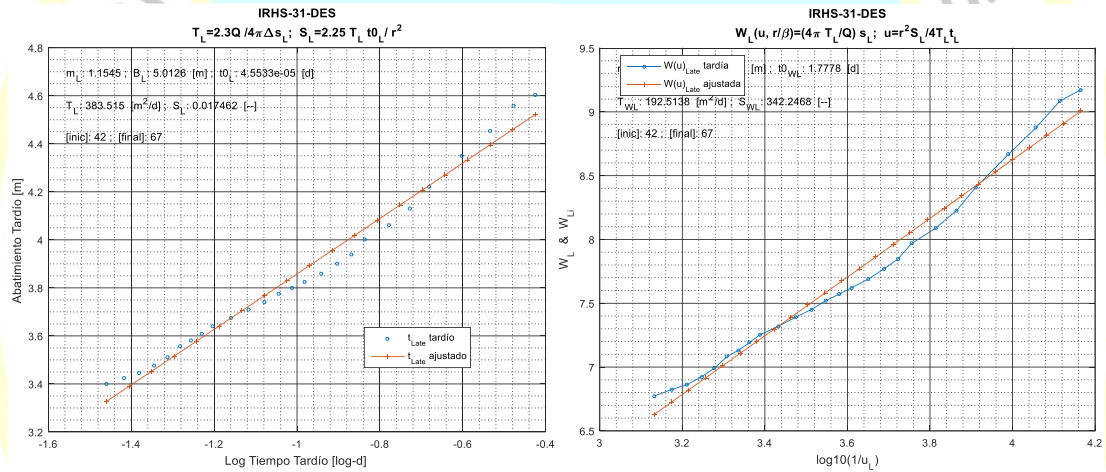 IRHS-31-DES
T_L=2.3Q /4πΔs_L; S_L=2.25 T_L t0_L/ r²
m_L: 1.1545 ; B_L: 5.0126 [m] ; t0_L: 4.5533e-05 [d]
T_L: 383.515 [m²/d] ; S_L: 0.017462 [--]
[inic]: 42 ; [final]: 67
Abatimiento Tardío [m]
4.8
4.6
4.4
4.2
4
3.8
3.6
3.4
3.2
t_Late tardío
t_Late ajustado
-1.6 -1.4 -1.2 -1 -0.8 -0.6 -0.4
Log Tiempo Tardío [log-d]
IRHS-31-DES
W_L(u, r/β)=(4π T_L/Q) s_L; u=r²S_L/4T_L t_L
W(u)_Late tardía
W(u)_Late ajustada
[m] ; t0_WL: 1.7778 [d]
T_WL: 192.5138 [m²/d] ; S_WL: 342.2468 [--]
[inic]: 42 ; [final]: 67
W_L & W_Li
9
8.5
8
7.5
7
6.5
3 3.2 3.4 3.6 3.8 4 4.2
log10(1/u_L)